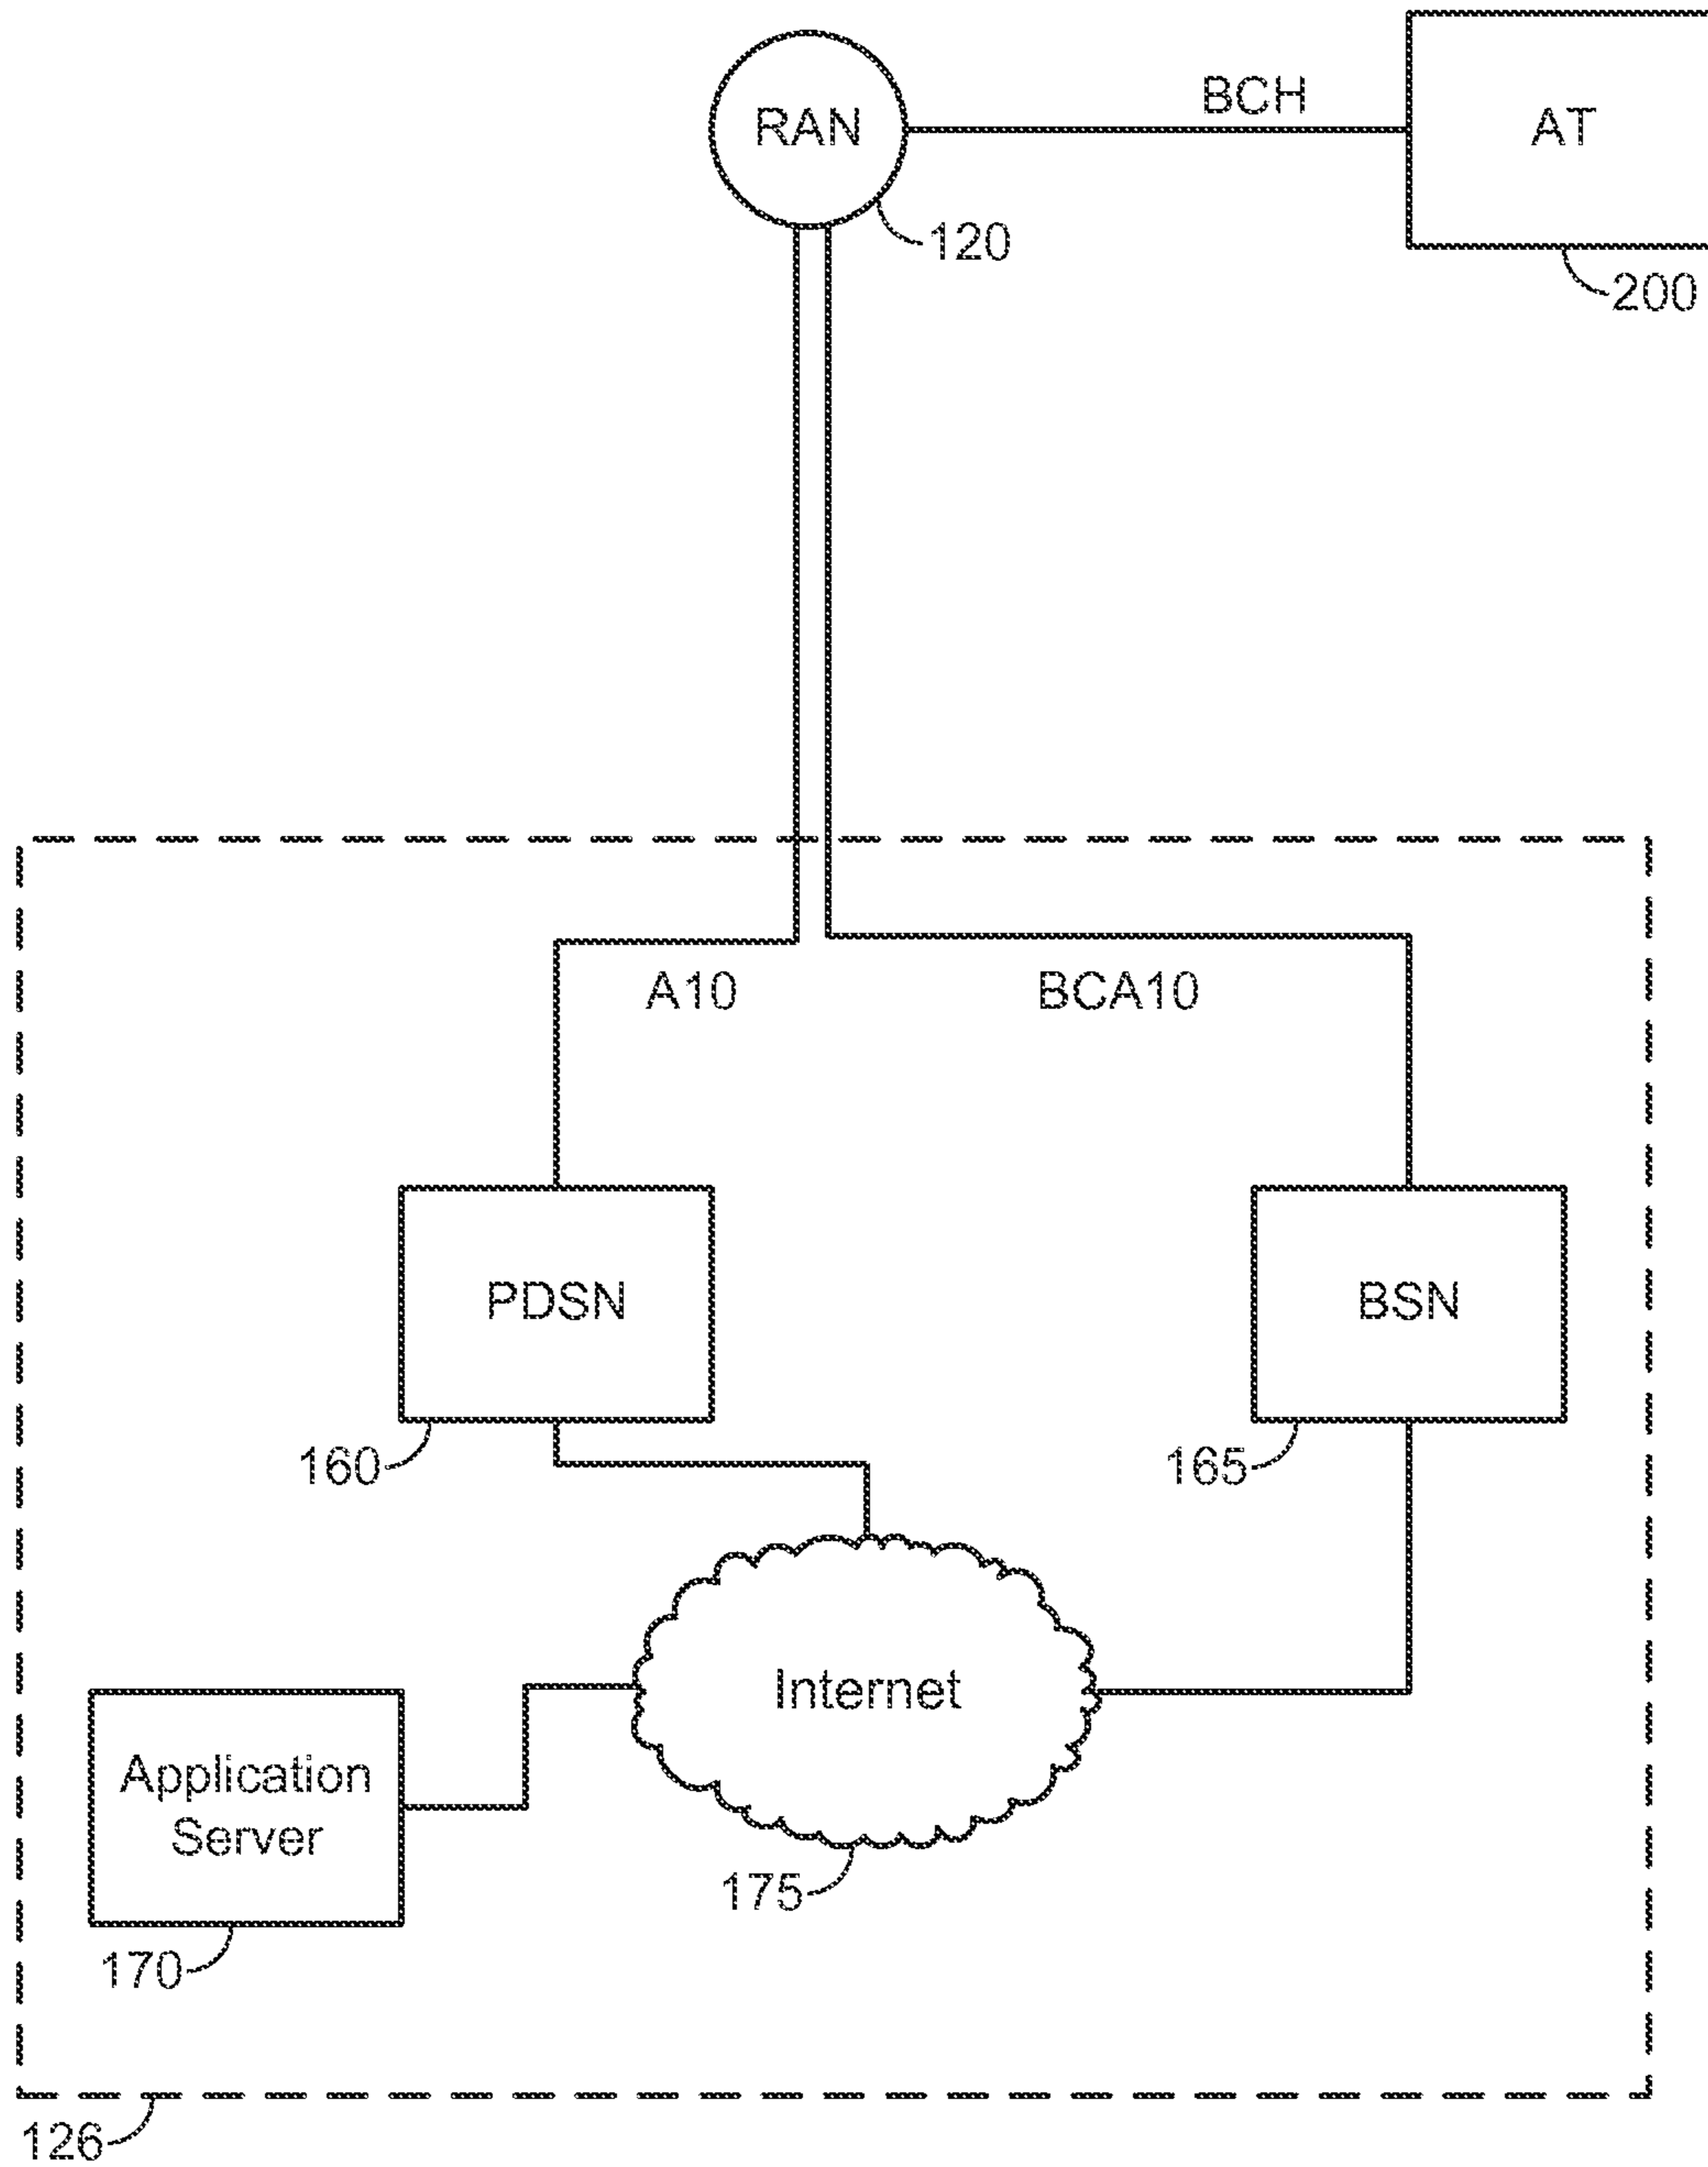 RAN
BCH
AT
120
200
A10
BCA10
PDSN
BSN
160
165
Internet
Application
Server
175
170
126